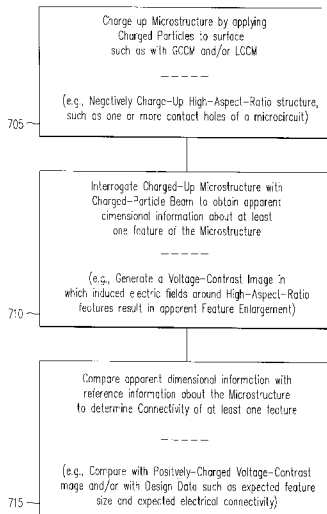 Charge up Microstructure by applying
Charged Particles to surface
such as with GCCM and/or LCCM
(e.g., Negatively Charge-Up High-Aspect-Ratio structure,
such as one or more contact holes of a microcircuit)
705
Interrogate Charged-Up Microstructure with
Charged-Particle Beam to obtain apparent
dimensional information about at least
one feature of the Microstructure
(e.g., Generate a Voltage-Contrast Image in
which induced electric fields around High-Aspect-Ratio
features result in apparent Feature Enlargement)
710
Compare apparent dimensional information with
reference information about the Microstructure
to determine Connectivity of at least one feature
(e.g., Compare with Positively-Charged Voltage-Contrast
Image and/or with Design Data such as expected feature
size and expected electrical connectivity)
715